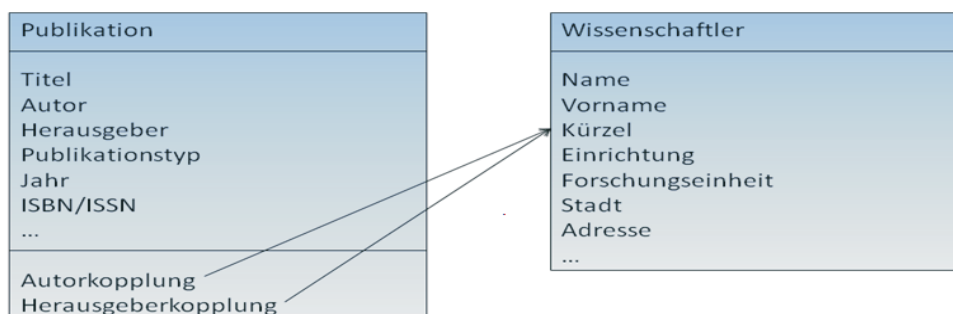 Publikation
Titel
Autor
Herausgeber
Publikationstyp
Jahr
ISBN/ISSN
...
Autorkopplung
Herausgeberkopplung
Wissenschaftler
Name
Vorname
Kürzel
Einrichtung
Forschungseinheit
Stadt
Adresse
...